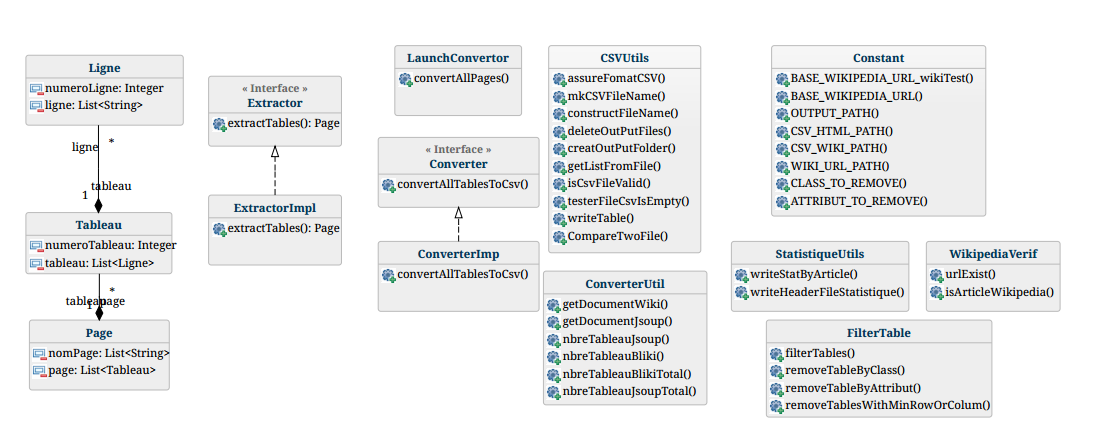 Ligne
numeroLigne: Integer
ligne: List<String>
ligne
*
tableau
1
Tableau
numeroTableau: Integer
tableau: List<Ligne>
*
tableau
page
1
Page
nomPage: List<String>
page: List<Tableau>
« Interface »
Extractor
extractTables(): Page
ExtractorImpl
extractTables(): Page
LaunchConvertor
convertAllPages()
« Interface »
Converter
convertAllTablesToCsv()
ConverterImp
convertAllTablesToCsv()
CSVUtils
assureFomatCSV()
mkCSVFileName()
constructFileName()
deleteOutPutFiles()
creatOutPutFolder()
getListFromFile()
isCsvFileValid()
testerFileCsvIsEmpty()
writeTable()
CompareTwoFile()
ConverterUtil
getDocumentWiki()
getDocumentJsoup()
nbreTableauJsoup()
nbreTableauBliki()
nbreTableauBlikiTotal()
nbreTableauJsoupTotal()
Constant
BASE_WIKIPEDIA_URL_wikiTest()
BASE_WIKIPEDIA_URL()
OUTPUT_PATH()
CSV_HTML_PATH()
CSV_WIKI_PATH()
WIKI_URL_PATH()
CLASS_TO_REMOVE()
ATTRIBUT_TO_REMOVE()
StatistiqueUtils
writeStatByArticle()
writeHeaderFileStatistique()
WikipediaVerif
urlExist()
isArticleWikipedia()
FilterTable
filterTables()
removeTableByClass()
removeTableByAttribut()
removeTablesWithMinRowOrColum()